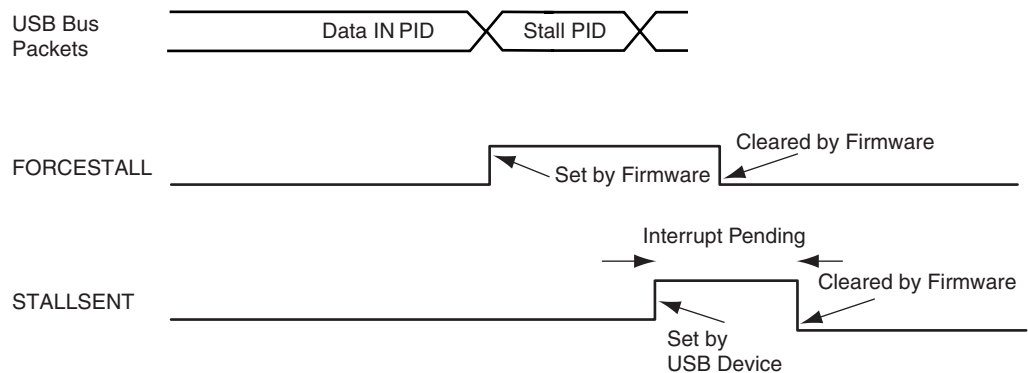 USB Bus
Packets
Data IN PID
Stall PID
FORCESTALL
Set by Firmware
Cleared by Firmware
Interrupt Pending
STALLSENT
Cleared by Firmware
Set by
USB Device